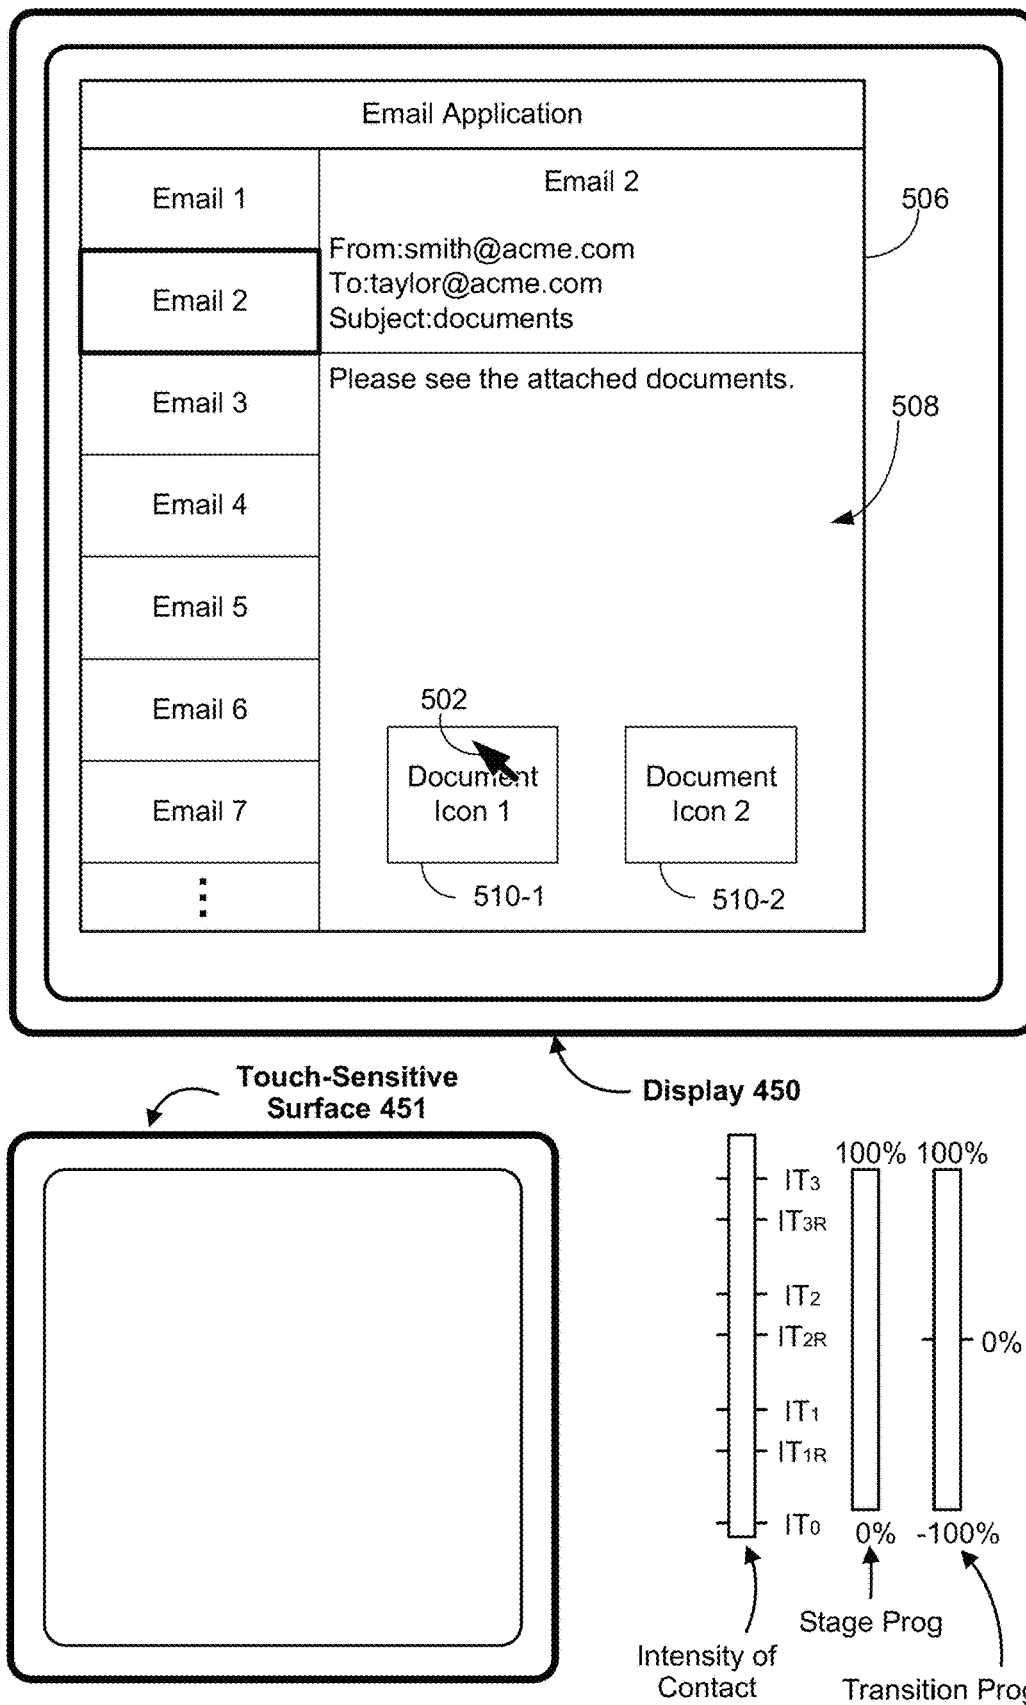 Email Application
Email 1
Email 2
Email 3
Email 4
Email 5
Email 6
Email 7
Email 2
From:smith@acme.com
To:taylor@acme.com
Subject:documents
Please see the attached documents.
506
508
502
Document
Icon 1
Document
Icon 2
510-1
510-2
Touch-Sensitive
Surface 451
Display 450
IT3
IT3R
IT2
IT2R
IT1
IT1R
IT0
100%
100%
0%
0%
-100%
Intensity of
Contact
Stage Prog
Transition Prog